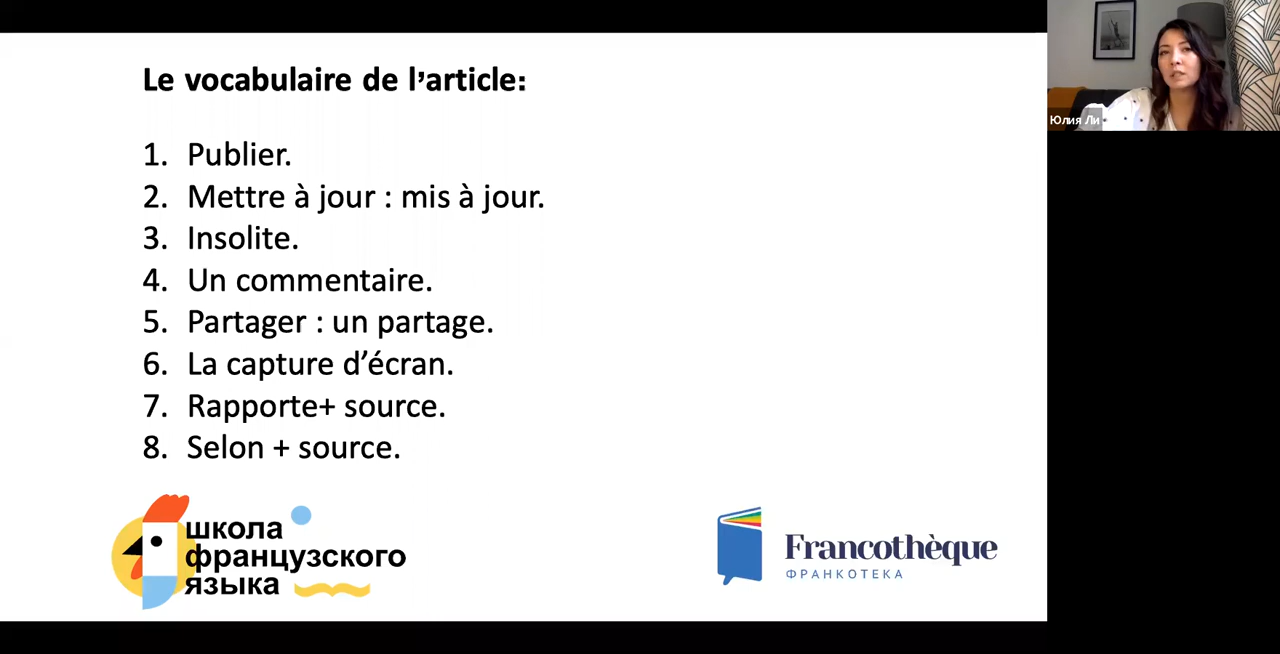 Le vocabulaire de l’article:
1. Publier.
2. Mettre à jour : mis à jour.
3. Insolite.
4. Un commentaire.
5. Partager : un partage.
6. La capture d’écran.
7. Rapporte+ source.
8. Selon + source.
школа
французского
языка
Francothèque
ФРАНКОТЕКА
Юлия Ли